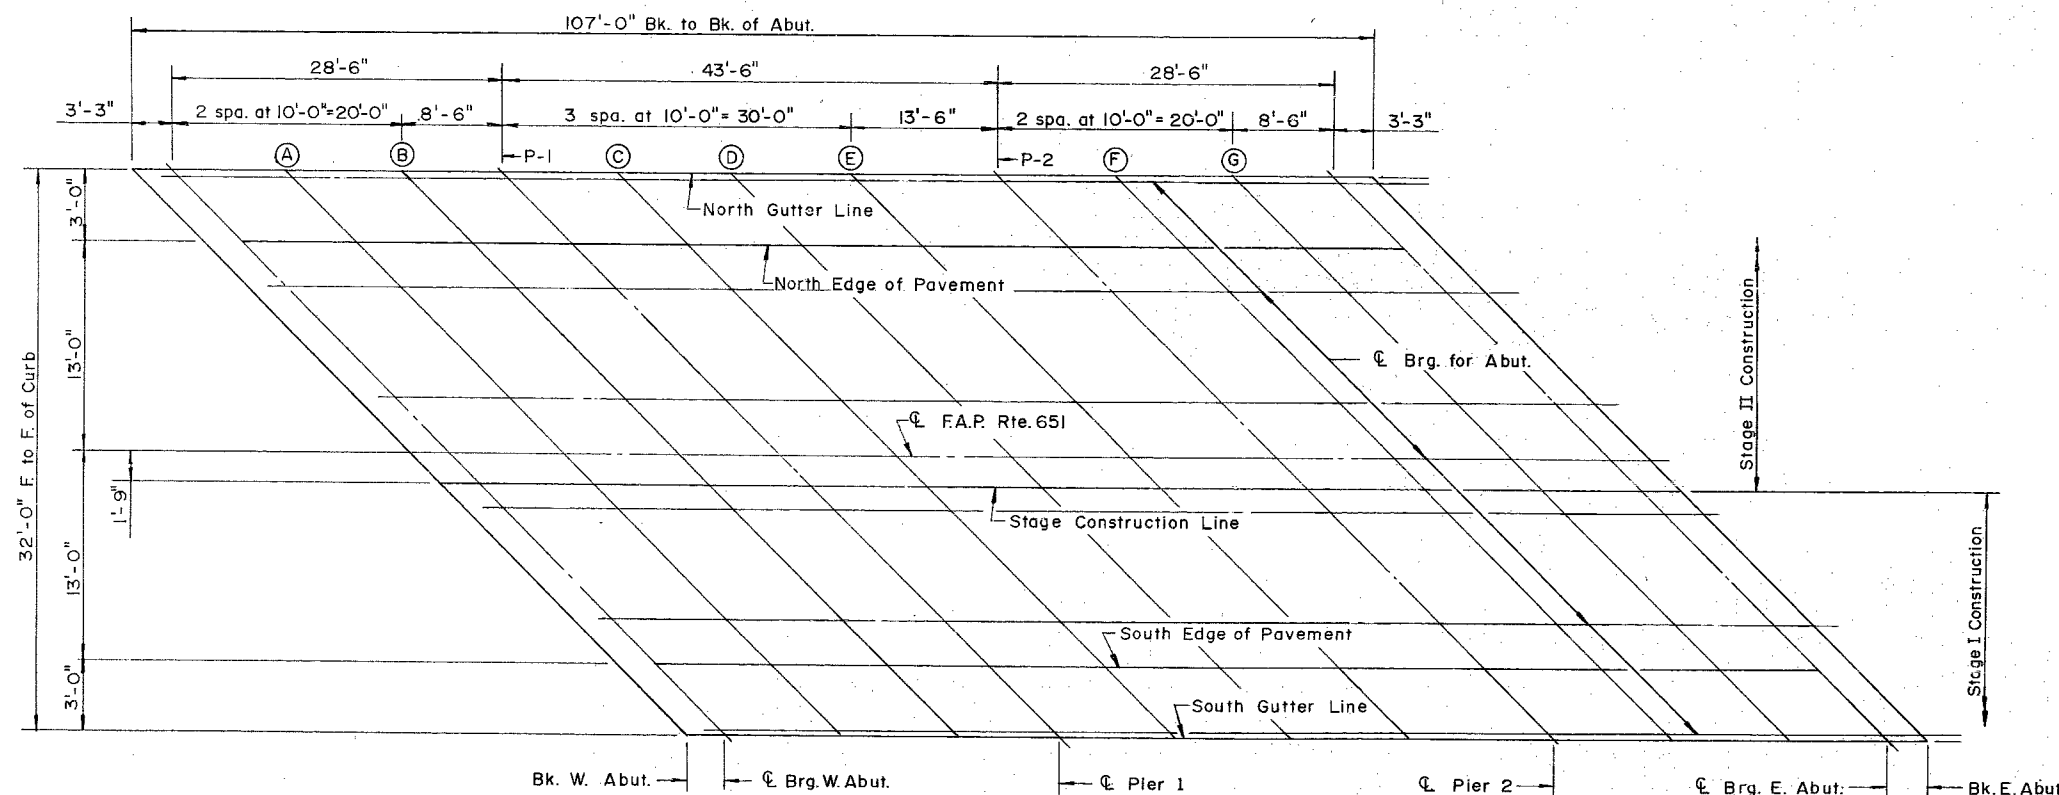 107'-0" Bk. to Bk. of Abut.
28'-6"
43'-6"
28'-6"
3'-3"
2 spa. at 10'-0"=20'-0"
8'-6"
3 spa. at 10'-0"= 30'-0"
13'-6"
2 spa. at 10'-0"= 20'-0"
8'-6"
3'-3"
A
B
P-1
C
D
E
P-2
F
G
North Gutter Line
3'-0"
North Edge of Pavement
13'-0"
℄ Brg. for Abut.
Stage II Construction
32'-0" F. to F. of Curb
℄ F.A.P. Rte. 651
1'-9"
Stage Construction Line
13'-0"
Stage I Construction
South Edge of Pavement
3'-0"
South Gutter Line
Bk. W. Abut.
℄ Brg. W. Abut.
℄ Pier 1
℄ Pier 2
℄ Brg. E. Abut.
Bk. E. Abut